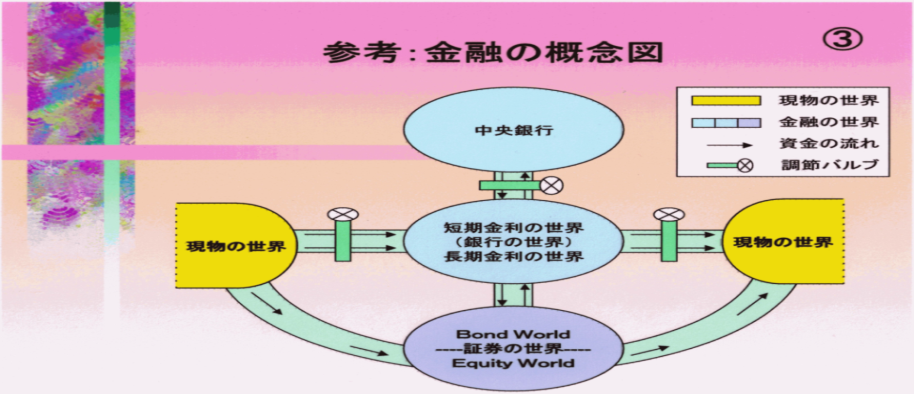 参考：金融の概念図
③
現物の世界
金融の世界
資金の流れ
調節バルブ
中央銀行
現物の世界
短期金利の世界
（銀行の世界）
長期金利の世界
現物の世界
Bond World
----証券の世界----
Equity World